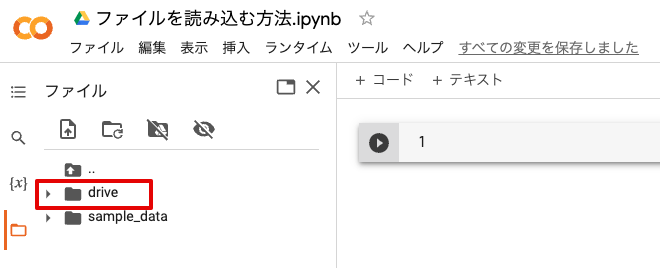 ファイルを読み込む方法.ipynb
ファイル 編集 表示 挿入 ランタイム ツール ヘルプ すべての変更を保存しました
ファイル
+ コード + テキスト
{x}
1
..
drive
sample_data